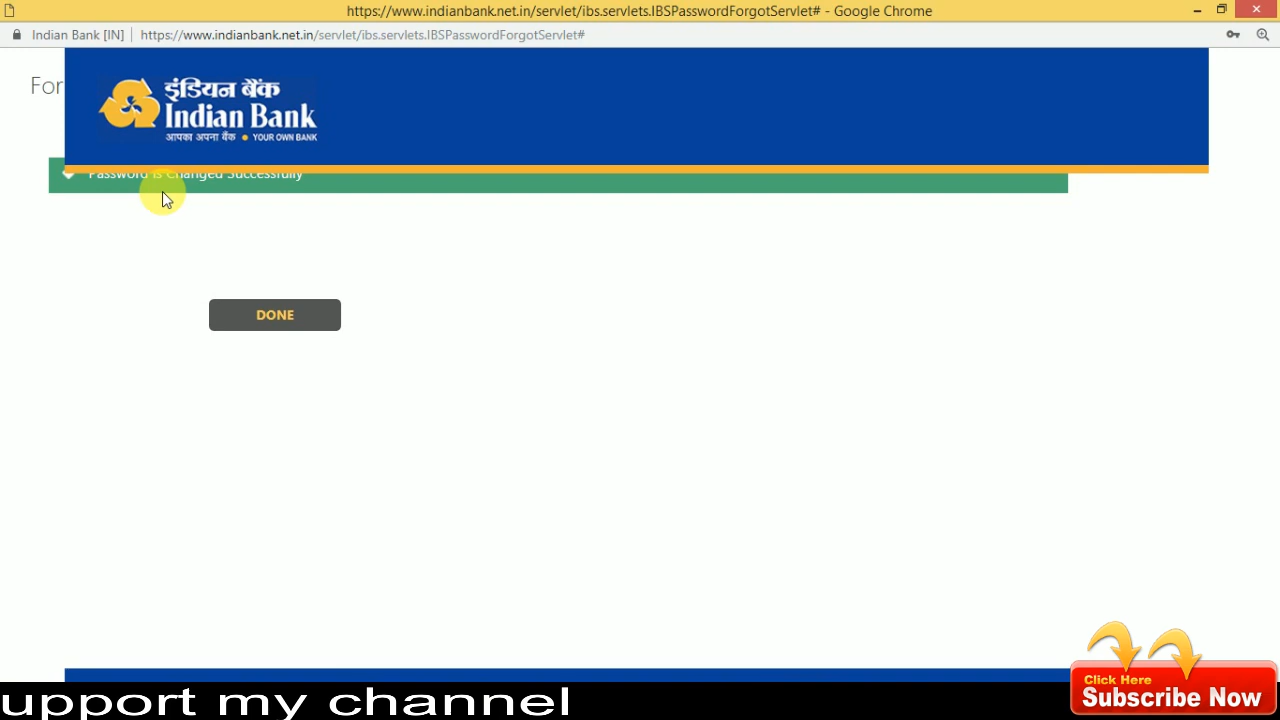 https://www.indianbank.net.in/servlet/ibs.servlets.IBSPasswordForgotServlet# - Google Chrome
Indian Bank [IN] https://www.indianbank.net.in/servlet/ibs.servlets.IBSPasswordForgotServlet#
For
इंडियन बैंक
Indian Bank
आपका अपना बैंक YOUR OWN BANK
Password is Changed Successfully
DONE
Click Here
Subscribe Now
upport my channel